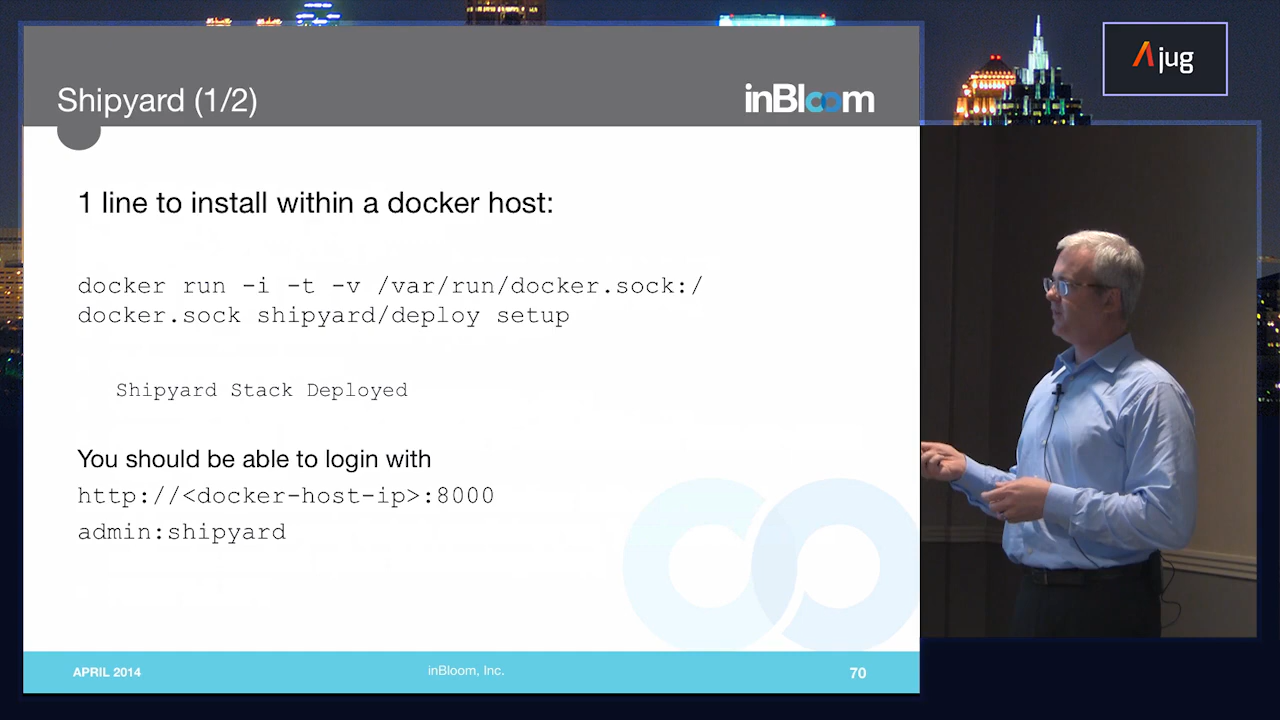 Shipyard (1/2)
inBloom
jug
1 line to install within a docker host:
docker run -i -t -v /var/run/docker.sock:/
docker.sock shipyard/deploy setup
Shipyard Stack Deployed
You should be able to login with
http://<docker-host-ip>:8000
admin:shipyard
APRIL 2014
inBloom, Inc.
70